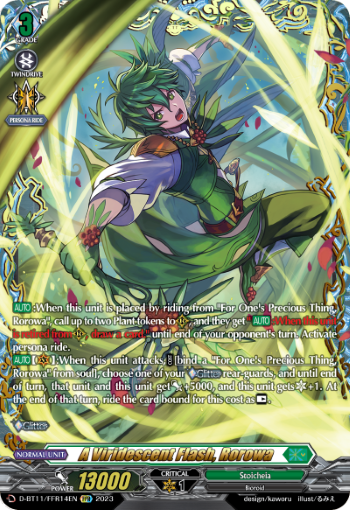 3
GRADE
TWINDRIVE
PERSONA RIDE
AUTO:When this unit is placed by riding from "For One's Precious Thing,
Rorowa", call up to two Plant tokens to , and they get "AUTO:When this unit
is retired from , draw a card." until end of your opponent's turn. Activate
persona ride.
AUTO :When this unit attacks, bind a "For One's Precious Thing,
Rorowa" from soul, choose one of your Glitter rear-guards, and until end
of turn, that unit and this unit get +5000, and this unit gets +1. At
the end of that turn, ride the card bound for this cost as .
Glitter
NORMAL UNIT
A Viridescent Flash, Rorowa
POWER 13000 CRITICAL 1 Stoicheia
Bioroid
D-BT11/FFR14EN FFR 2023 design/kaworu illust/るみえ